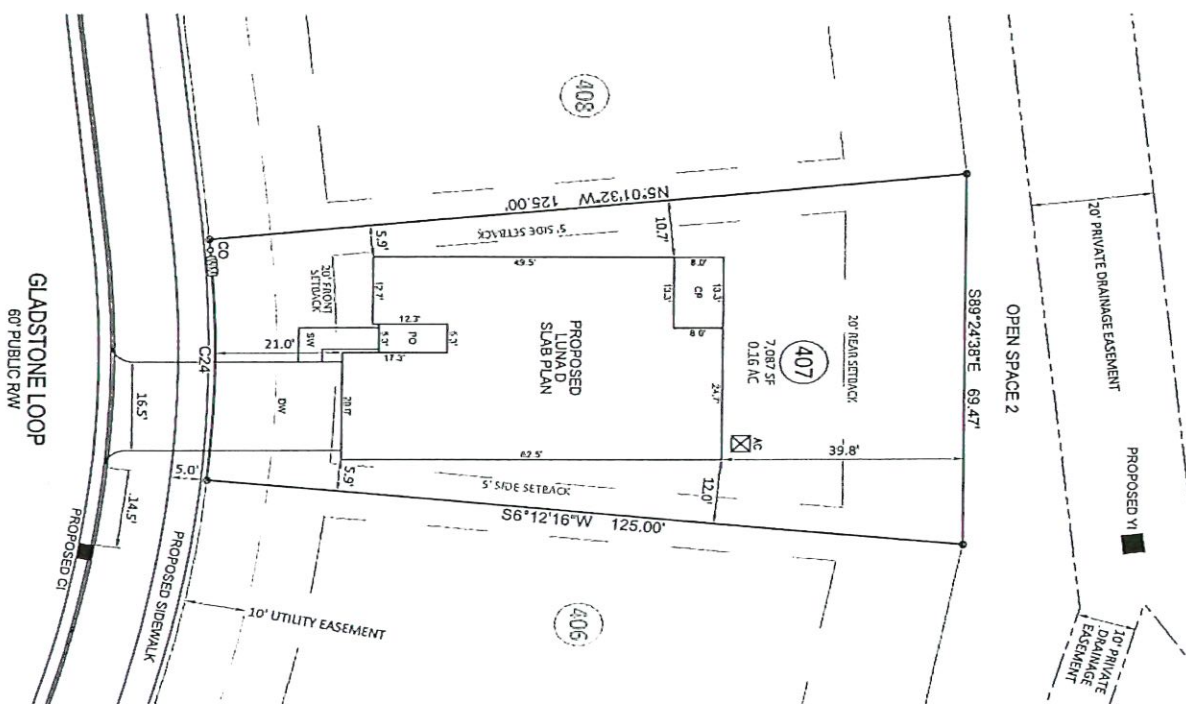 OPEN SPACE 2
20' PRIVATE DRAINAGE EASEMENT
PROPOSED YI
10' PRIVATE
DRAINAGE
EASEMENT
S89°24'38"E 69.47'
408
N5°01'32"W 125.00'
5' SIDE SETBACK
10.7'
5.9'
20' REAR SETBACK
407
7,087 SF
0.16 AC
39.8'
AC
8.0'
13.3'
CP
13.3'
8.0'
49.5'
24.7'
PROPOSED
LUNA D
SLAB PLAN
12.7'
12.3'
5.3'
PO
5.3'
17.3'
20' FRONT
SETBACK
SW
21.0'
20.0'
62.5'
12.0'
5.9'
5' SIDE SETBACK
S6°12'16"W 125.00'
406
CO
C24
DW
16.5'
5.0'
14.5'
10' UTILITY EASEMENT
PROPOSED SIDEWALK
PROPOSED CI
GLADSTONE LOOP
60' PUBLIC R/W